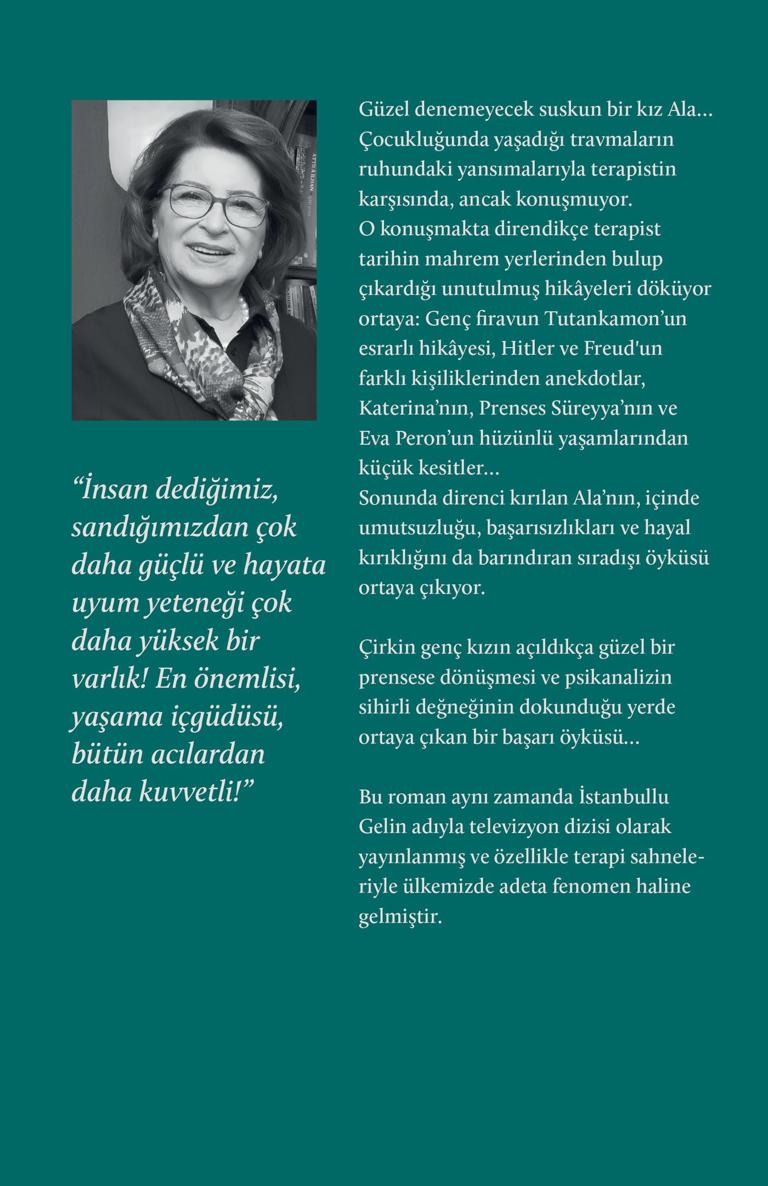 ATTİLÂ İLHAN
“İnsan dediğimiz,
sandığımızdan çok
daha güçlü ve hayata
uyum yeteneği çok
daha yüksek bir
varlık! En önemlisi,
yaşama içgüdüsü,
bütün acılardan
daha kuvvetli!”
Güzel denemeyecek suskun bir kız Ala...
Çocukluğunda yaşadığı travmaların
ruhundaki yansımalarıyla terapistin
karşısında, ancak konuşmuyor.
O konuşmakta direndikçe terapist
tarihin mahrem yerlerinden bulup
çıkardığı unutulmuş hikâyeleri döküyor
ortaya: Genç firavun Tutankamon’un
esrarlı hikâyesi, Hitler ve Freud'un
farklı kişiliklerinden anekdotlar,
Katerina’nın, Prenses Süreyya’nın ve
Eva Peron’un hüzünlü yaşamlarından
küçük kesitler...
Sonunda direnci kırılan Ala’nın, içinde
umutsuzluğu, başarısızlıkları ve hayal
kırıklığını da barındıran sıradışı öyküsü
ortaya çıkıyor.
Çirkin genç kızın açıldıkça güzel bir
prensese dönüşmesi ve psikanalizin
sihirli değneğinin dokunduğu yerde
ortaya çıkan bir başarı öyküsü...
Bu roman aynı zamanda İstanbullu
Gelin adıyla televizyon dizisi olarak
yayınlanmış ve özellikle terapi sahnele-
riyle ülkemizde adeta fenomen haline
gelmiştir.